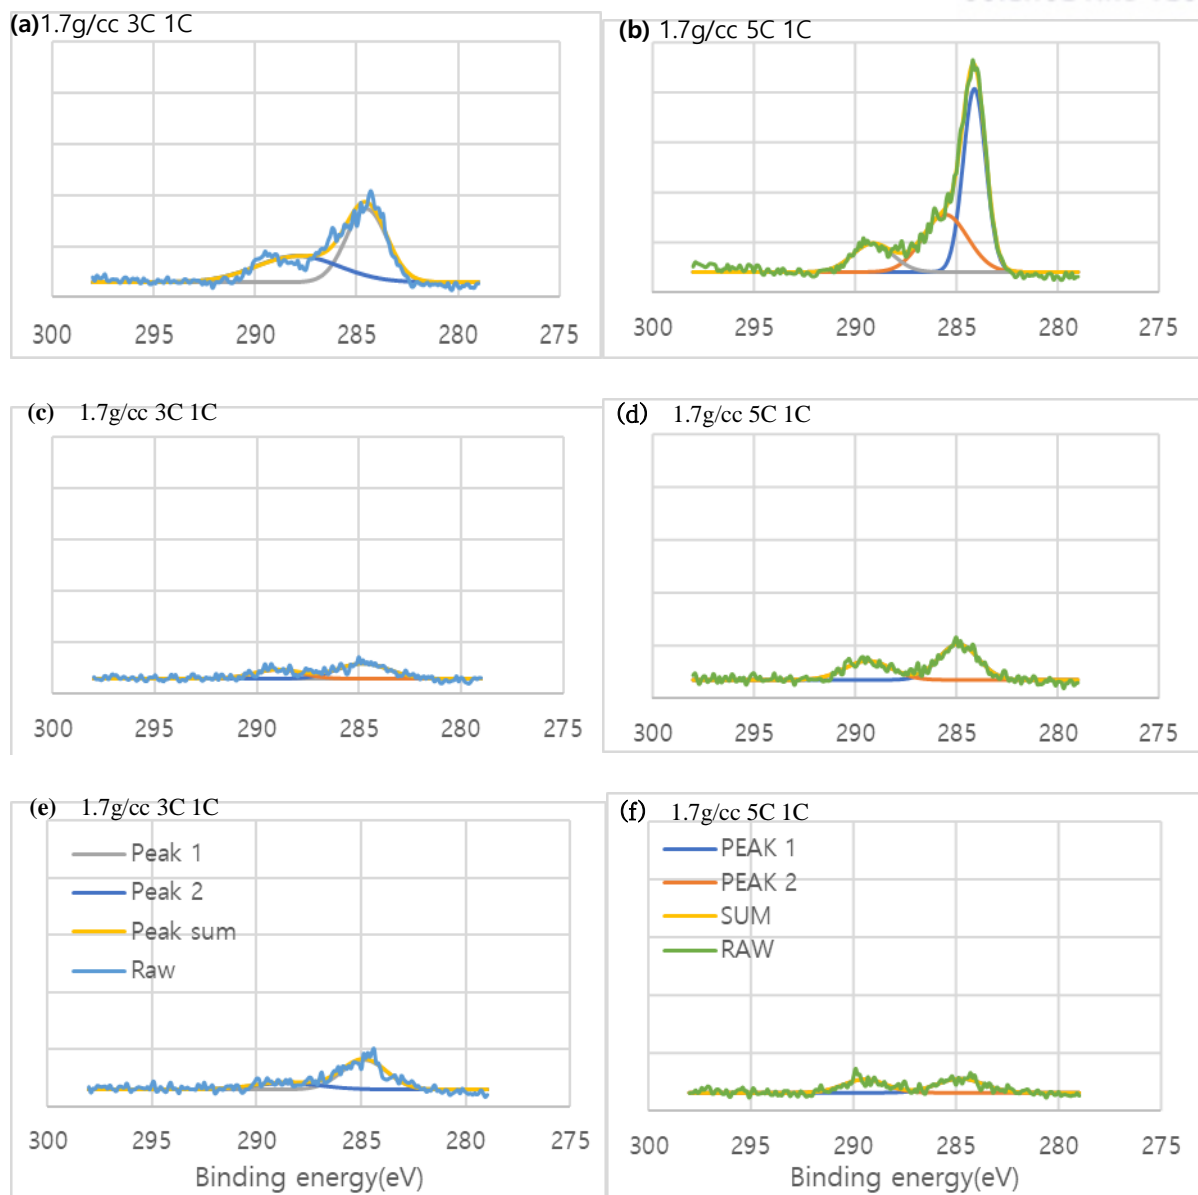 (a)1.7g/cc 3C 1C
300 295 290 285 280 275
(b) 1.7g/cc 5C 1C
300 295 290 285 280 275
(c) 1.7g/cc 3C 1C
300 295 290 285 280 275
(d) 1.7g/cc 5C 1C
300 295 290 285 280 275
(e) 1.7g/cc 3C 1C
Peak 1
Peak 2
Peak sum
Raw
300 295 290 285 280 275
Binding energy(eV)
(f) 1.7g/cc 5C 1C
PEAK 1
PEAK 2
SUM
RAW
300 295 290 285 280 275
Binding energy(eV)